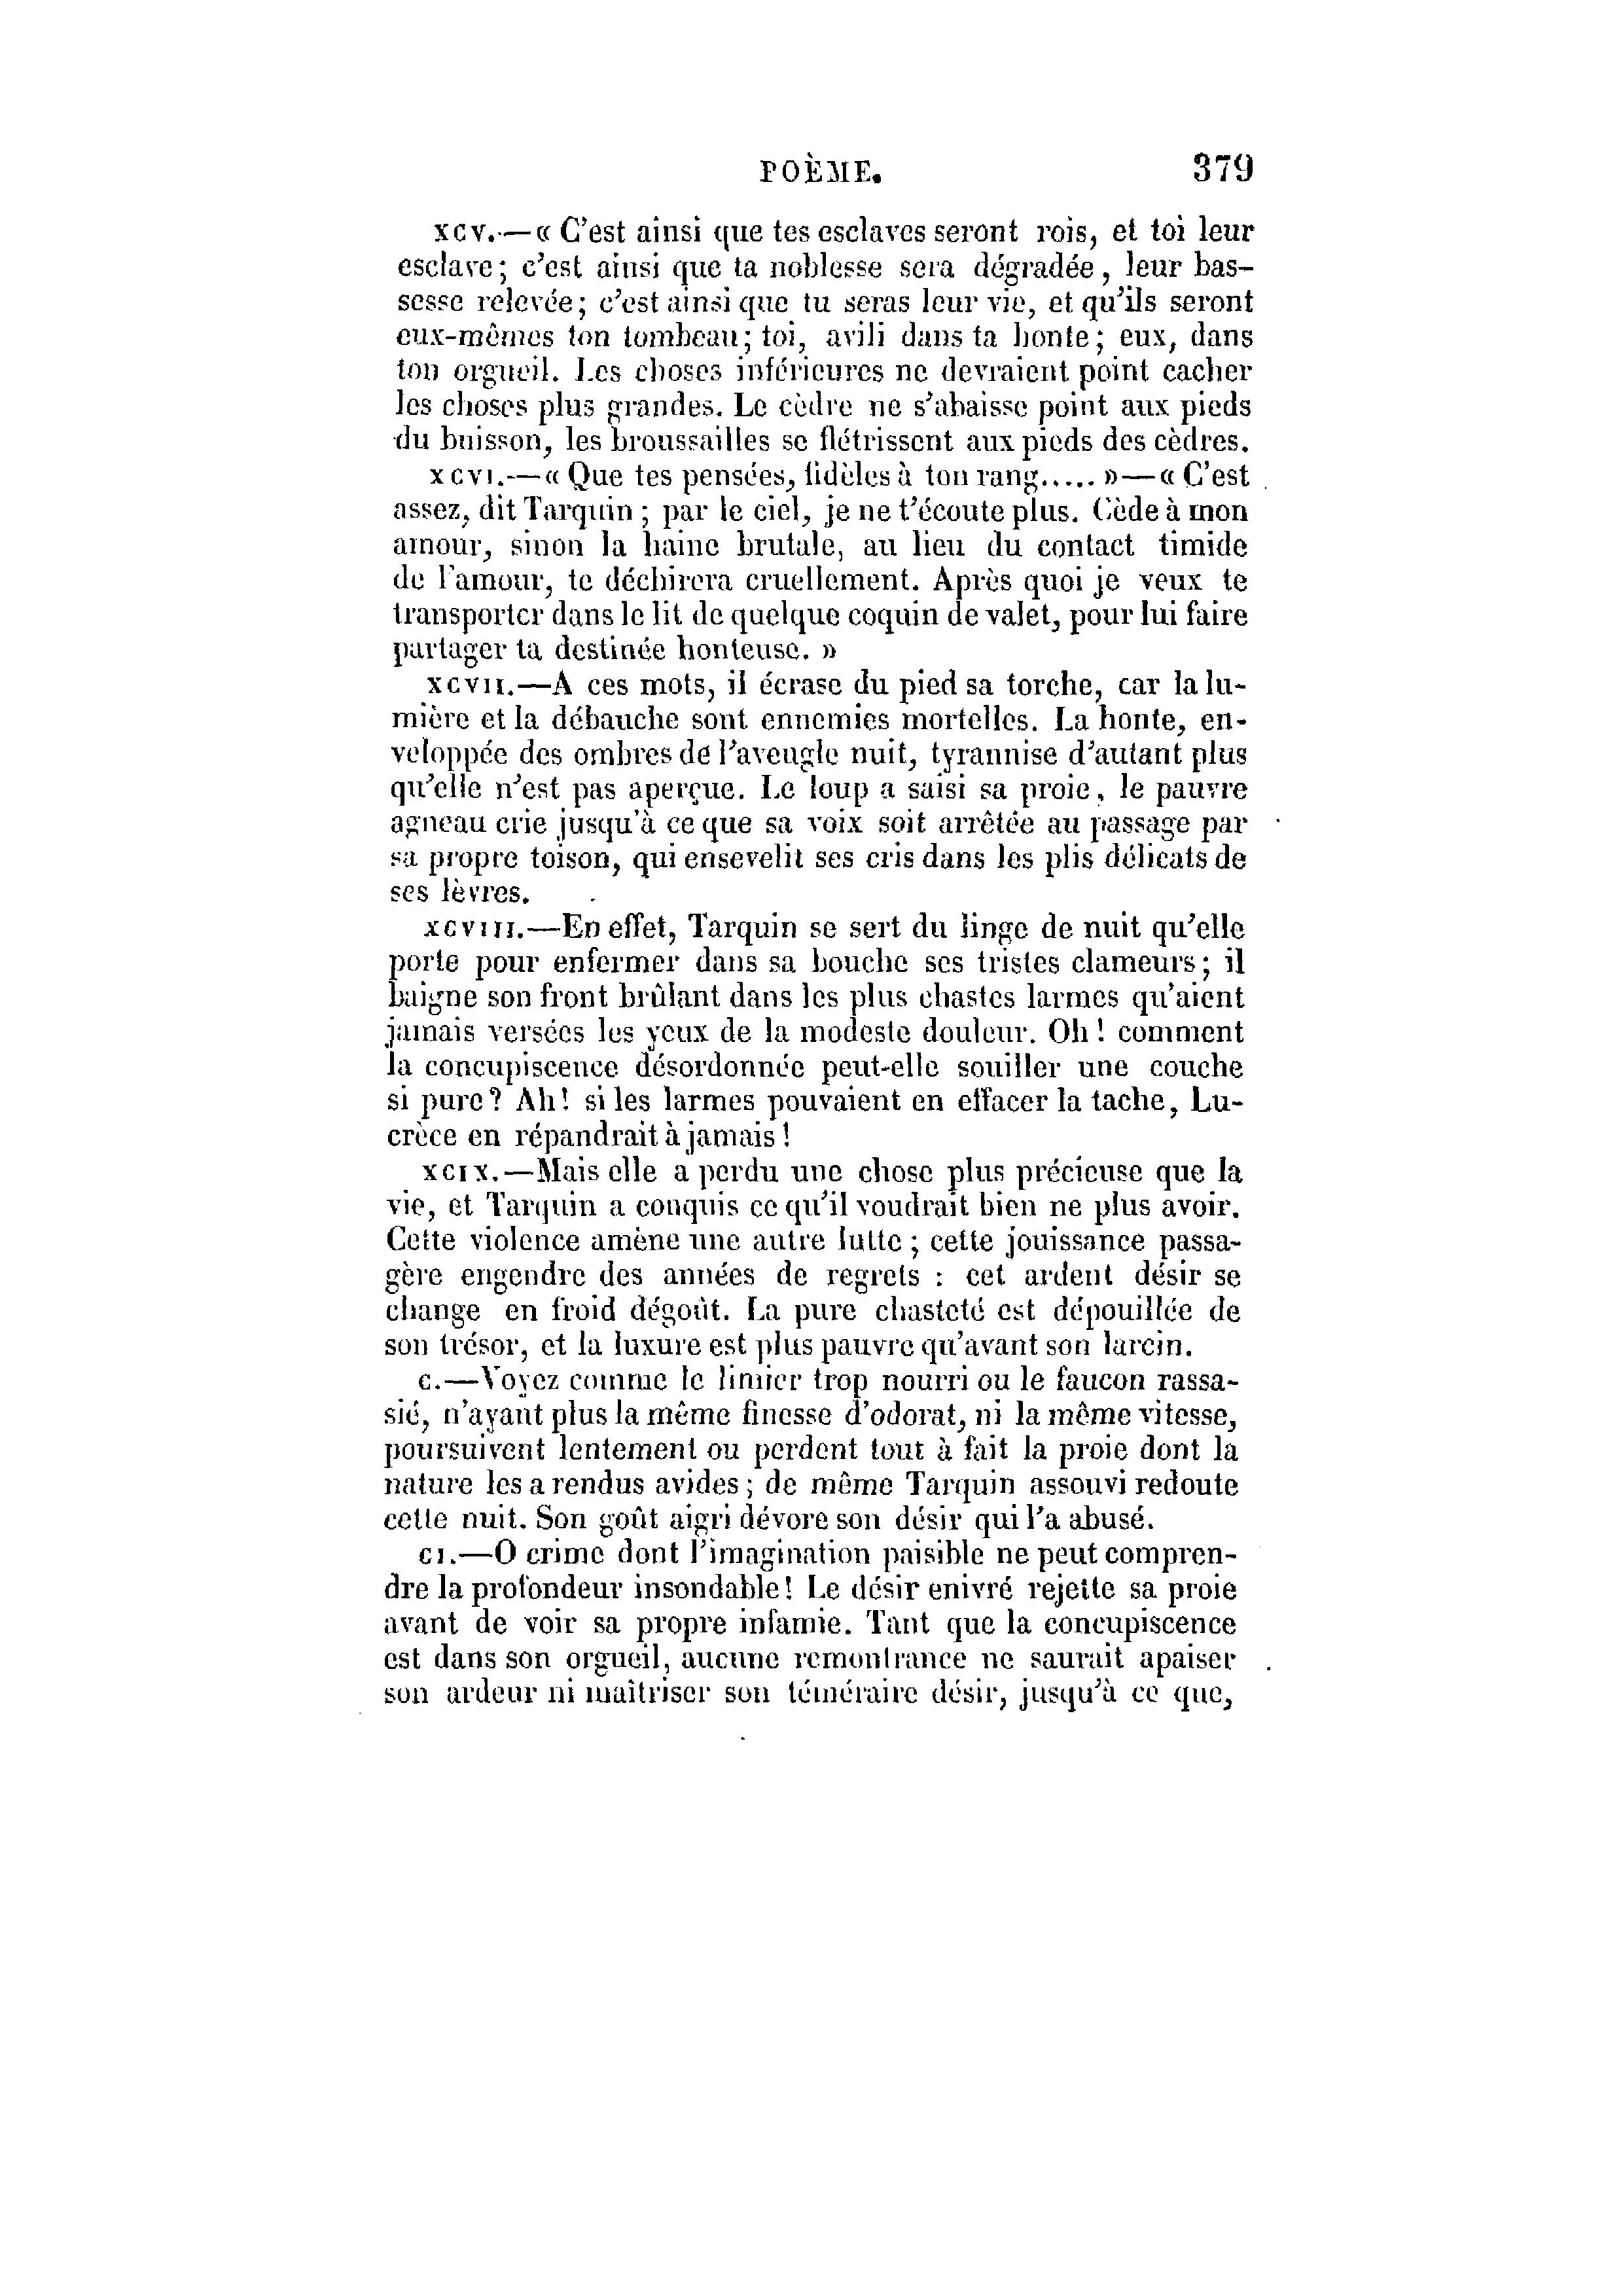 POÈME. 379
XCV.—« C'est ainsi que tes esclaves seront rois, et toi leur
esclave; c'est ainsi que ta noblesse sera dégradée, leur bas-
sesse relevée; c'est ainsi que tu seras leur vie, et qu'ils seront
eux-mêmes ton tombeau; toi, avili dans ta honte; eux, dans
ton orgueil. Les choses inférieures ne devraient point cacher
les choses plus grandes. Le cèdre ne s'abaisse point aux pieds
du buisson, les broussailles se flétrissent aux pieds des cèdres.
XCVI.—« Que tes pensées, fidèles à ton rang..... »—« C'est
assez, dit Tarquin ; par le ciel, je ne t'écoute plus. Cède à mon
amour, sinon la haine brutale, au lieu du contact timide
de l'amour, te déchirera cruellement. Après quoi je veux te
transporter dans le lit de quelque coquin de valet, pour lui faire
partager ta destinée honteuse. »
XCVII.—A ces mots, il écrase du pied sa torche, car la lu-
mière et la débauche sont ennemies mortelles. La honte, en-
veloppée des ombres de l'aveugle nuit, tyrannise d'autant plus
qu'elle n'est pas aperçue. Le loup a saisi sa proie, le pauvre
agneau crie jusqu'à ce que sa voix soit arrêtée au passage par
sa propre toison, qui ensevelit ses cris dans les plis délicats de
ses lèvres.
XCVIII.—En effet, Tarquin se sert du linge de nuit qu'elle
porte pour enfermer dans sa bouche ses tristes clameurs; il
baigne son front brûlant dans les plus chastes larmes qu'aient
jamais versées les yeux de la modeste douleur. Oh! comment
la concupiscence désordonnée peut-elle souiller une couche
si pure? Ah! si les larmes pouvaient en effacer la tache, Lu-
crèce en répandrait à jamais!
XCIX.—Mais elle a perdu une chose plus précieuse que la
vie, et Tarquin a conquis ce qu'il voudrait bien ne plus avoir.
Cette violence amène une autre lutte ; cette jouissance passa-
gère engendre des années de regrets : cet ardent désir se
change en froid dégoût. La pure chasteté est dépouillée de
son trésor, et la luxure est plus pauvre qu'avant son larcin.
C.—Voyez comme le limier trop nourri ou le faucon rassa-
sié, n'ayant plus la même finesse d'odorat, ni la même vitesse,
poursuivent lentement ou perdent tout à fait la proie dont la
nature les a rendus avides; de même Tarquin assouvi redoute
cette nuit. Son goût aigri dévore son désir qui l'a abusé.
CI.—O crime dont l'imagination paisible ne peut compren-
dre la profondeur insondable! Le désir enivré rejette sa proie
avant de voir sa propre infamie. Tant que la concupiscence
est dans son orgueil, aucune remontrance ne saurait apaiser
son ardeur ni maîtriser son téméraire désir, jusqu'à ce que,